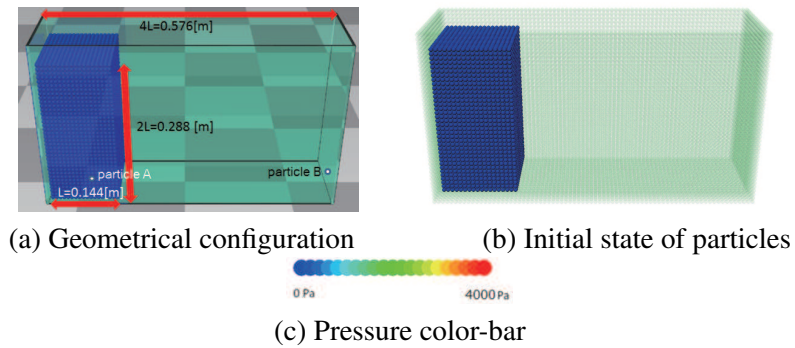 4L=0.576[m]
2L=0.288 [m]
particle A
particle B
L=0.144[m]
(a) Geometrical configuration
(b) Initial state of particles
0 Pa
4000 Pa
(c) Pressure color-bar